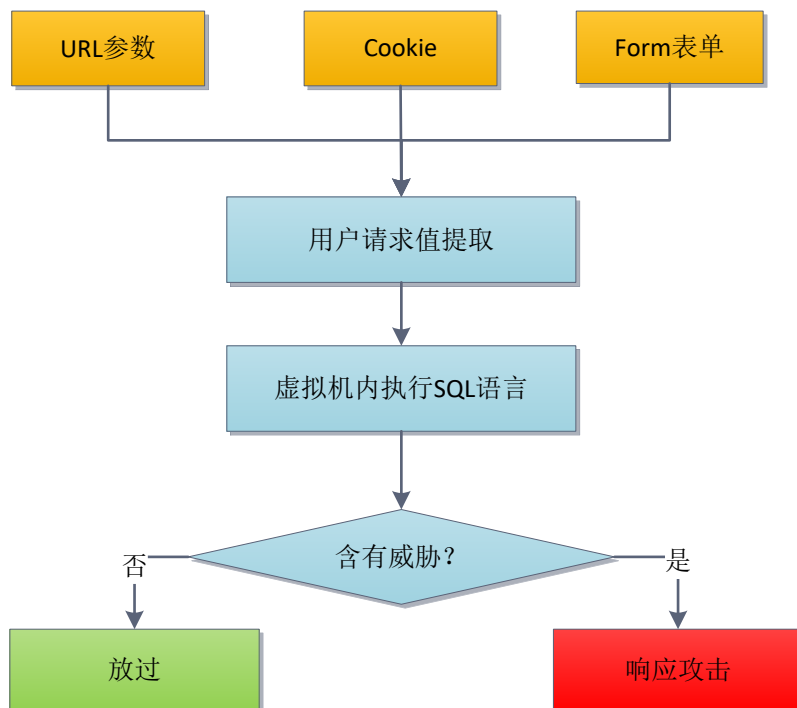 URL参数
Cookie
Form表单
用户请求值提取
虚拟机内执行SQL语言
含有威胁？
否
是
放过
响应攻击